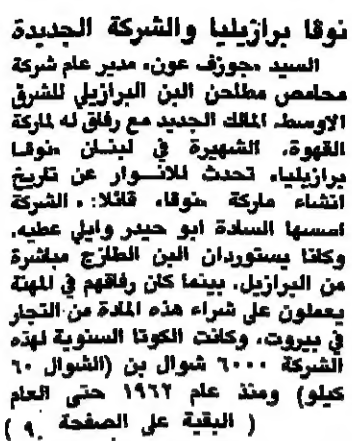 نوفا برازيليا والشركة الجديدة
السيد «جوزف عون» مدير عام شركة
محامص مطاحن البن البرازيلي للشرق
الاوسط، المالك الجديد مع رفاق له لماركة
القهوة، الشهيرة في لبنان «نوفا
برازيليا» تحدث للانوار عن تاريخ
انشاء ماركة «نوفا» قائلا: «الشركة
اسسها السادة ابو حيدر وايلي عطيه،
وكانا يستوردان البن الطازج مباشرة
من البرازيل، بينما كان رفاقهم في المهنة
يعملون على شراء هذه المادة من التجار
في بيروت، وكانت الكوتا السنوية لهذه
الشركة ٦٠٠٠ شوال بن (الشوال ٦٠
كيلو) ومنذ عام ١٩٦٢ حتى العام
( البقية على الصفحة ٩ )